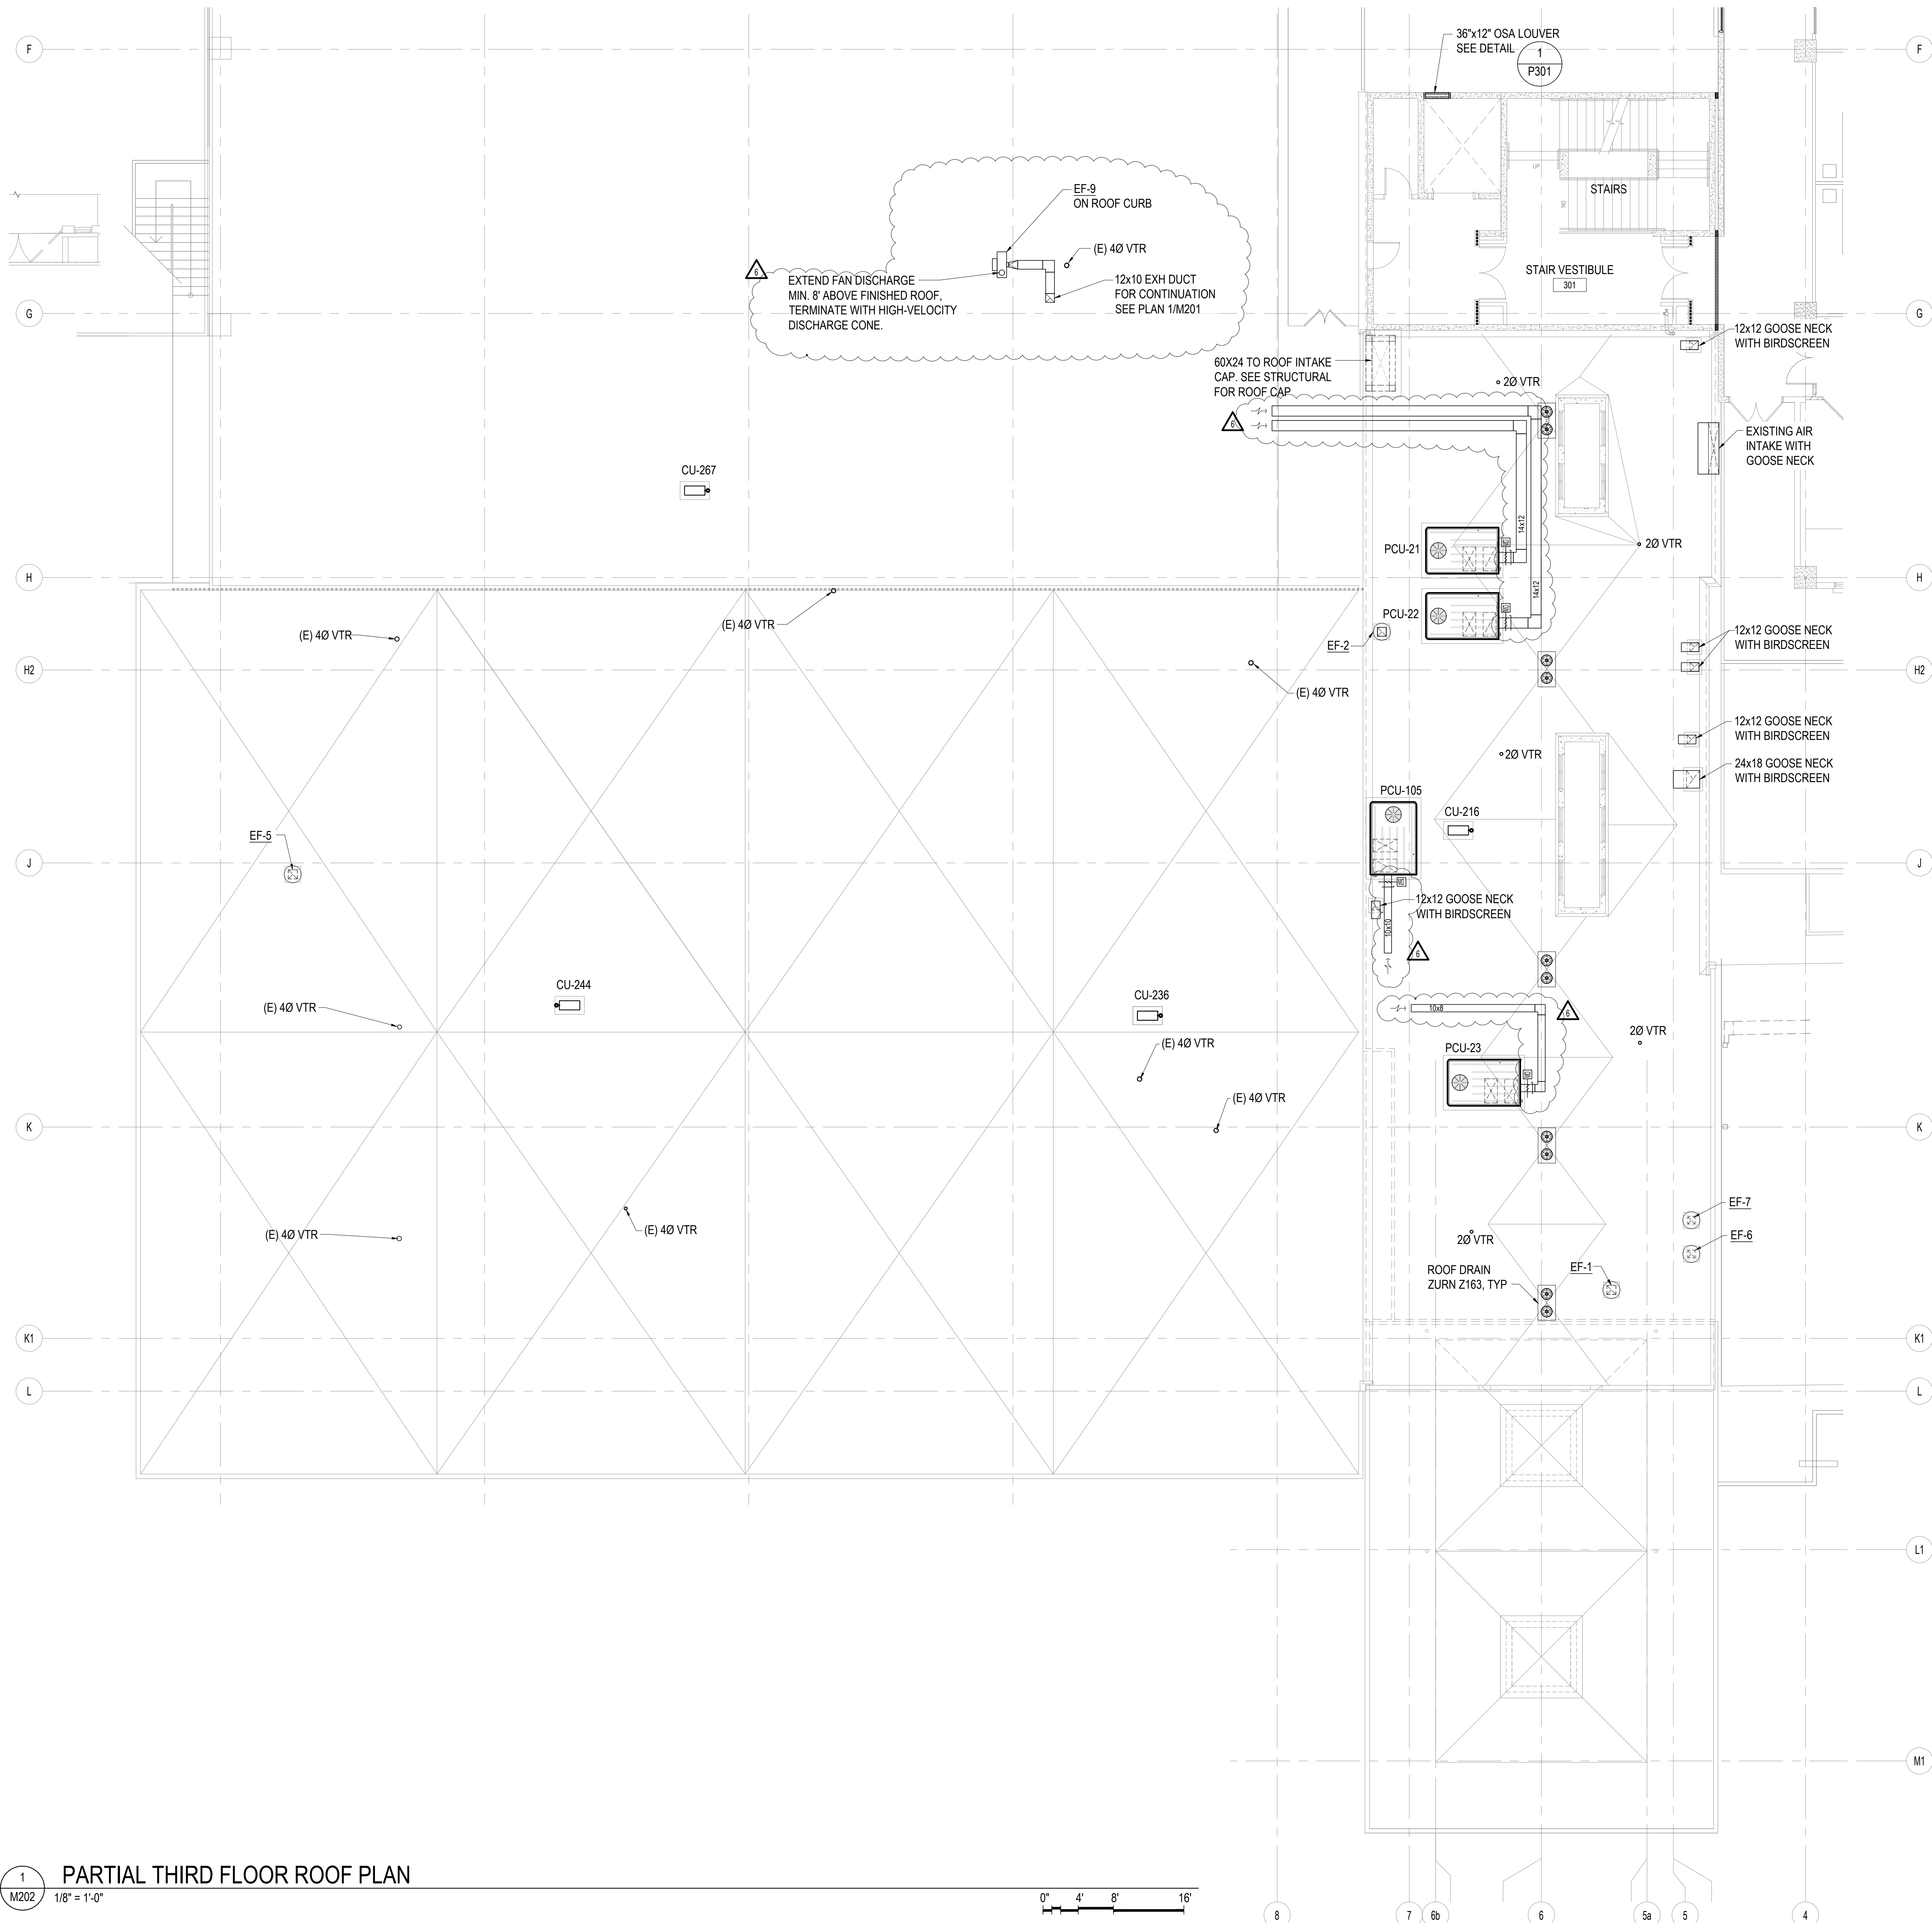 F
F
36"x12" OSA LOUVER
SEE DETAIL
1
P301
UP
STAIRS
DN
EF-9
ON ROOF CURB
(E) 4Ø VTR
6
EXTEND FAN DISCHARGE
MIN. 8' ABOVE FINISHED ROOF,
TERMINATE WITH HIGH-VELOCITY
DISCHARGE CONE.
12x10 EXH DUCT
FOR CONTINUATION
SEE PLAN 1/M201
STAIR VESTIBULE
301
G
G
12x12 GOOSE NECK
WITH BIRDSCREEN
60X24 TO ROOF INTAKE
CAP. SEE STRUCTURAL
FOR ROOF CAP
2Ø VTR
6
EXISTING AIR
INTAKE WITH
GOOSE NECK
CU-267
14x12
PCU-21
2Ø VTR
H
H
14x12
PCU-22
(E) 4Ø VTR
(E) 4Ø VTR
EF-2
12x12 GOOSE NECK
WITH BIRDSCREEN
H2
H2
(E) 4Ø VTR
12x12 GOOSE NECK
WITH BIRDSCREEN
2Ø VTR
24x18 GOOSE NECK
WITH BIRDSCREEN
PCU-105
CU-216
EF-5
J
J
12x12 GOOSE NECK
WITH BIRDSCREEN
10x10
6
CU-244
CU-236
(E) 4Ø VTR
10x8
6
2Ø VTR
(E) 4Ø VTR
PCU-23
(E) 4Ø VTR
K
K
EF-7
(E) 4Ø VTR
(E) 4Ø VTR
2Ø VTR
EF-6
ROOF DRAIN
ZURN Z163, TYP
EF-1
K1
K1
L
L
L1
M1
1
M202
PARTIAL THIRD FLOOR ROOF PLAN
1/8" = 1'-0"
0" 4' 8' 16'
8 7 6b 6 5a 5 4